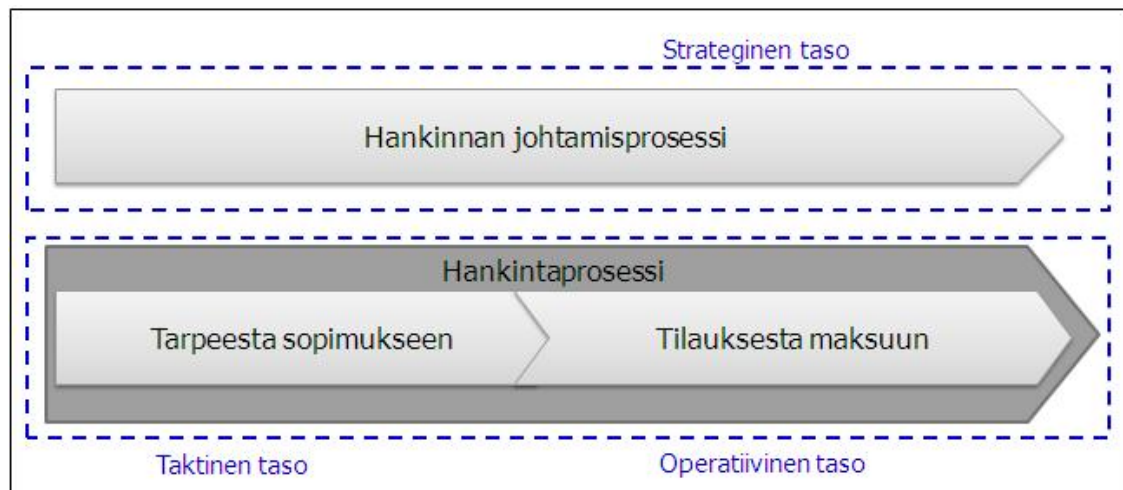 Strateginen taso
Hankinnan johtamisprosessi
Hankintaprosessi
Tarpeesta sopimukseen
Tilauksesta maksuun
Taktinen taso
Operatiivinen taso